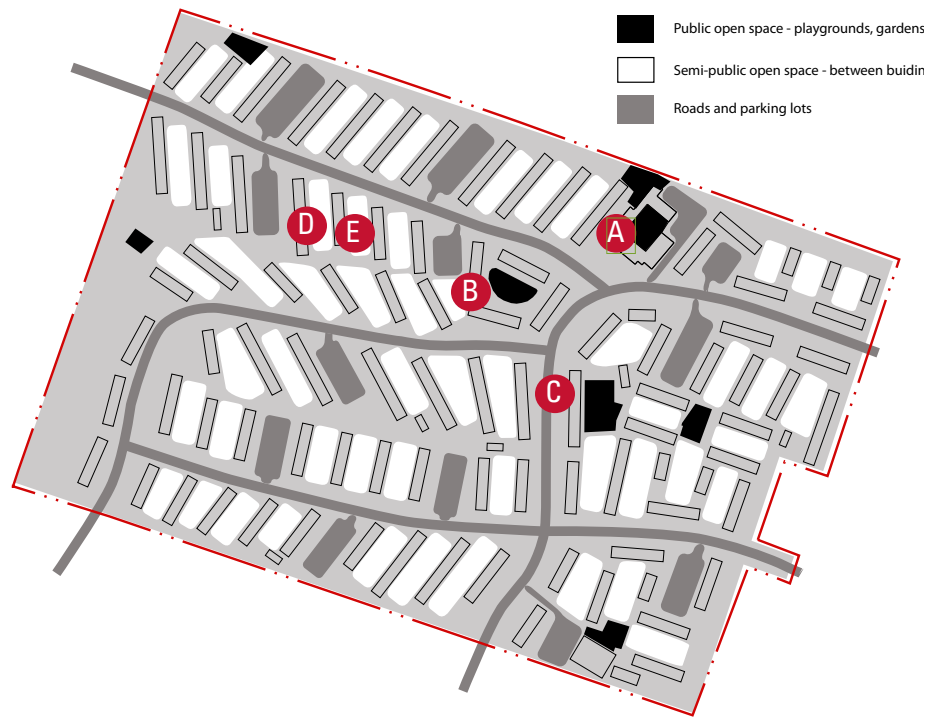 Public open space - playgrounds, gardens
Semi-public open space - between buidin
Roads and parking lots
A
D
E
B
C